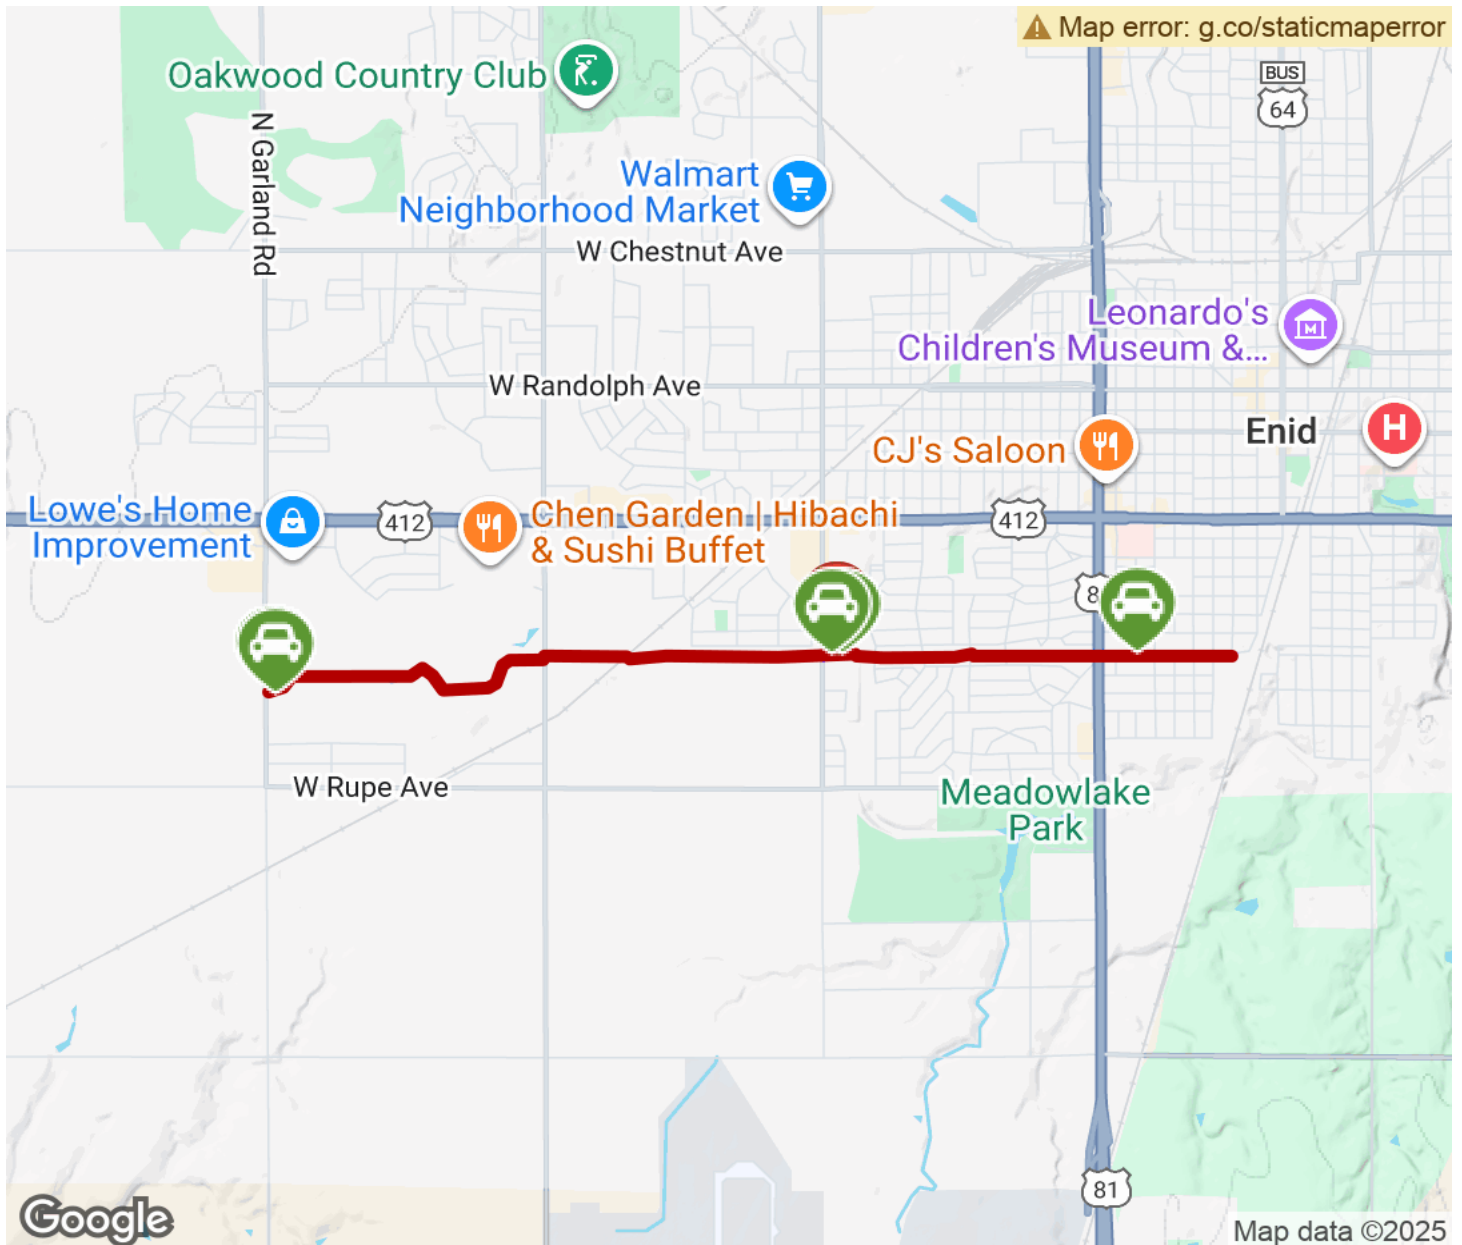 Map error: g.co/staticmaperror
Oakwood Country Club
BUS
64
N Garland Rd
Walmart
Neighborhood Market
W Chestnut Ave
Leonardo's
Children's Museum &...
M
W Randolph Ave
CJ's Saloon
Enid
H
Lowe's Home
Improvement
412
Chen Garden | Hibachi
& Sushi Buffet
412
8
W Rupe Ave
Meadowlake
Park
81
Google
Map data ©2025